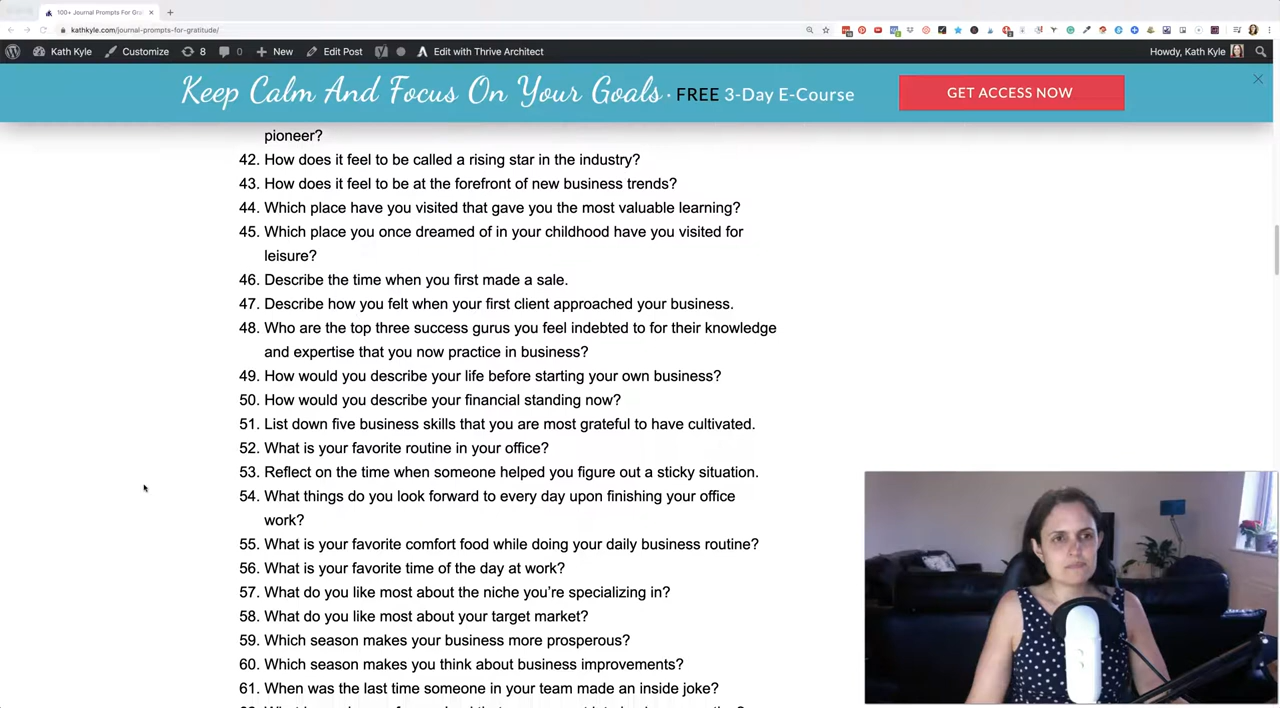 100+ Journal Prompts For Gra
kathkyle.com/journal-prompts-for-gratitude/
Kath Kyle Customize 8 0 New Edit Post Edit with Thrive Architect Howdy, Kath Kyle
Keep Calm And Focus On Your Goals · FREE 3-Day E-Course GET ACCESS NOW
pioneer?
42. How does it feel to be called a rising star in the industry?
43. How does it feel to be at the forefront of new business trends?
44. Which place have you visited that gave you the most valuable learning?
45. Which place you once dreamed of in your childhood have you visited for
leisure?
46. Describe the time when you first made a sale.
47. Describe how you felt when your first client approached your business.
48. Who are the top three success gurus you feel indebted to for their knowledge
and expertise that you now practice in business?
49. How would you describe your life before starting your own business?
50. How would you describe your financial standing now?
51. List down five business skills that you are most grateful to have cultivated.
52. What is your favorite routine in your office?
53. Reflect on the time when someone helped you figure out a sticky situation.
54. What things do you look forward to every day upon finishing your office
work?
55. What is your favorite comfort food while doing your daily business routine?
56. What is your favorite time of the day at work?
57. What do you like most about the niche you’re specializing in?
58. What do you like most about your target market?
59. Which season makes your business more prosperous?
60. Which season makes you think about business improvements?
61. When was the last time someone in your team made an inside joke?